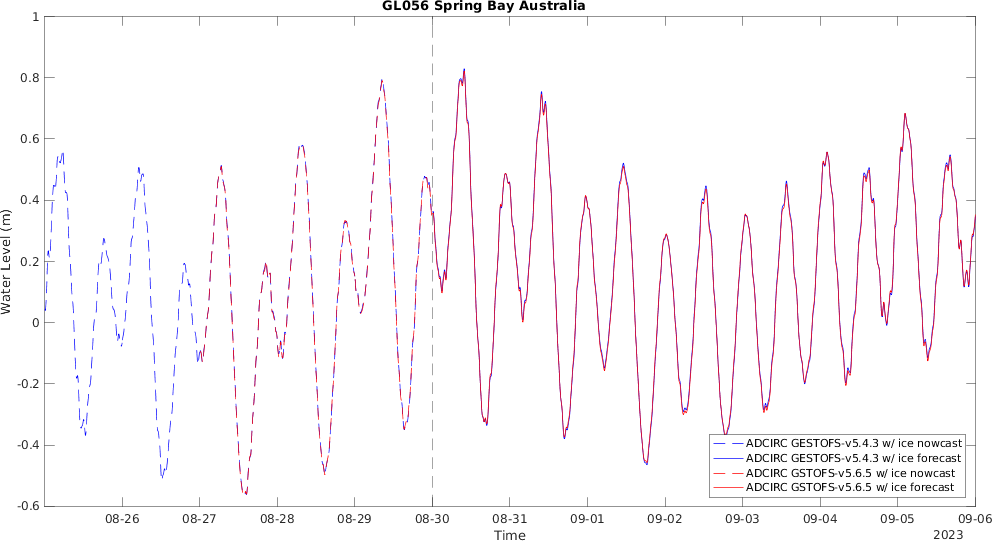 GL056 Spring Bay Australia
1
0.8
0.6
0.4
0.2
0
-0.2
-0.4
-0.6
Water Level (m)
ADCIRC GESTOFS-v5.4.3 w/ ice nowcast
ADCIRC GESTOFS-v5.4.3 w/ ice forecast
ADCIRC GSTOFS-v5.6.5 w/ ice nowcast
ADCIRC GSTOFS-v5.6.5 w/ ice forecast
08-26 08-27 08-28 08-29 08-30 08-31 09-01 09-02 09-03 09-04 09-05 09-06
Time
2023